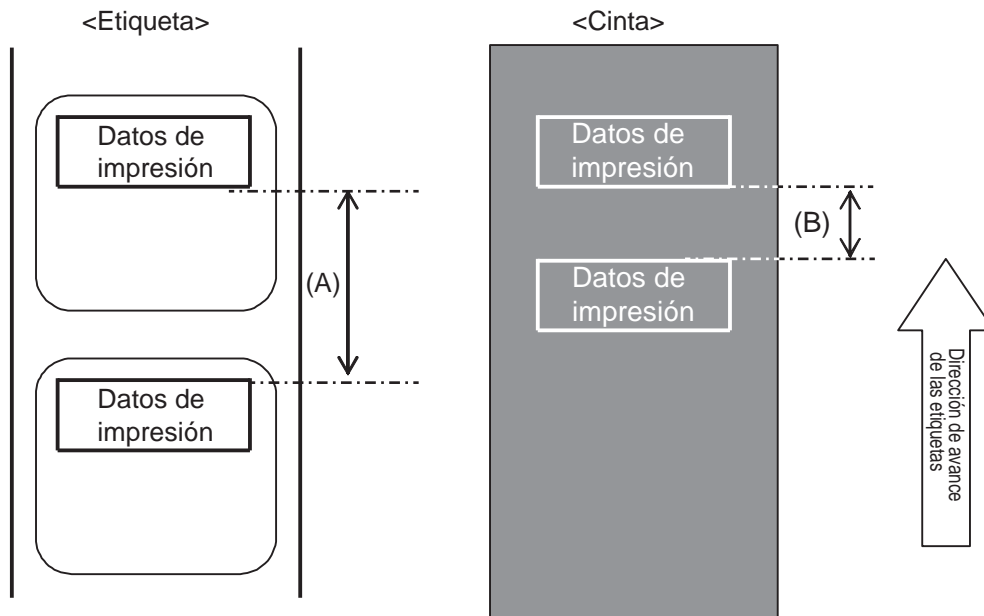 <Etiqueta>
<Cinta>
Datos de
impresión
Datos de
impresión
(A)
(B)
Datos de
impresión
Datos de
impresión
Dirección de avance
de las etiquetas